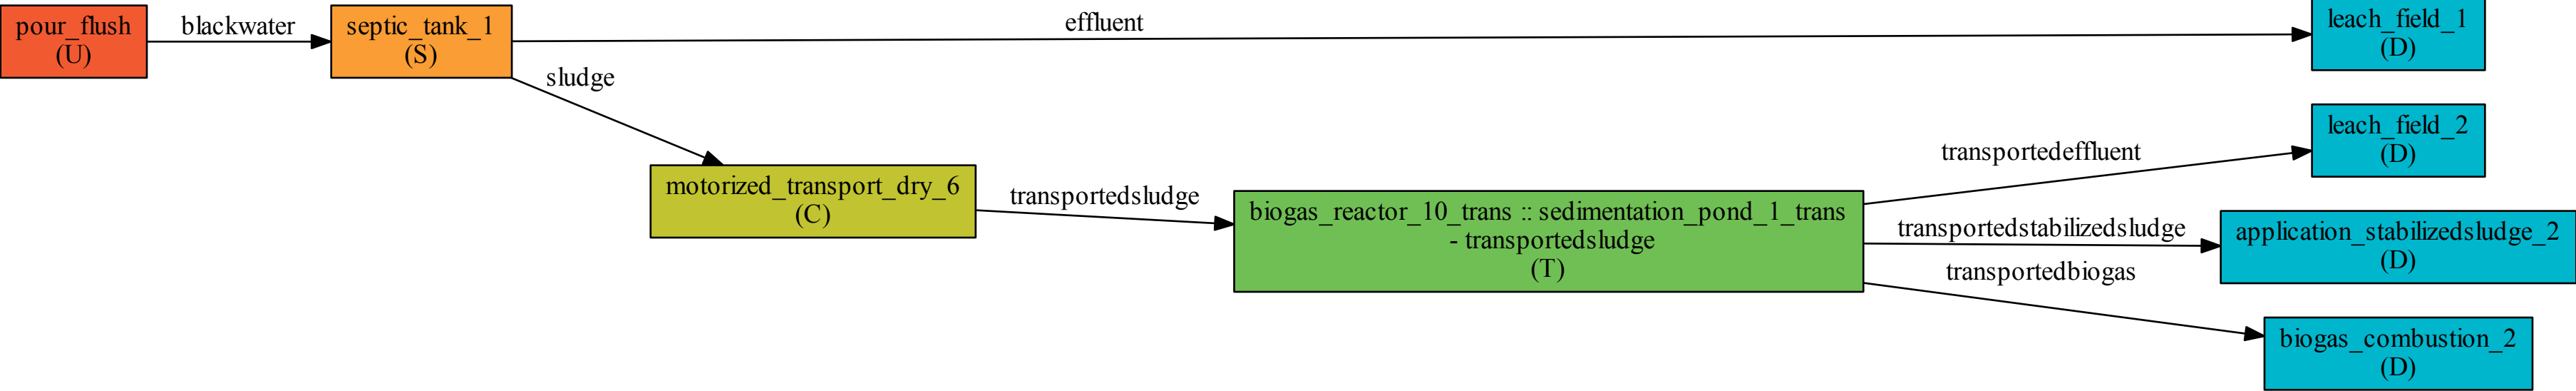 pour_flush
(U)
blackwater
septic_tank_1
(S)
effluent
sludge
leach_field_1
(D)
motorized_transport_dry_6
(C)
transportedsludge
biogas_reactor_10_trans :: sedimentation_pond_1_trans
- transportedsludge
(T)
transportedeffluent
leach_field_2
(D)
transportedstabilizedsludge
application_stabilizedsludge_2
(D)
transportedbiogas
biogas_combustion_2
(D)